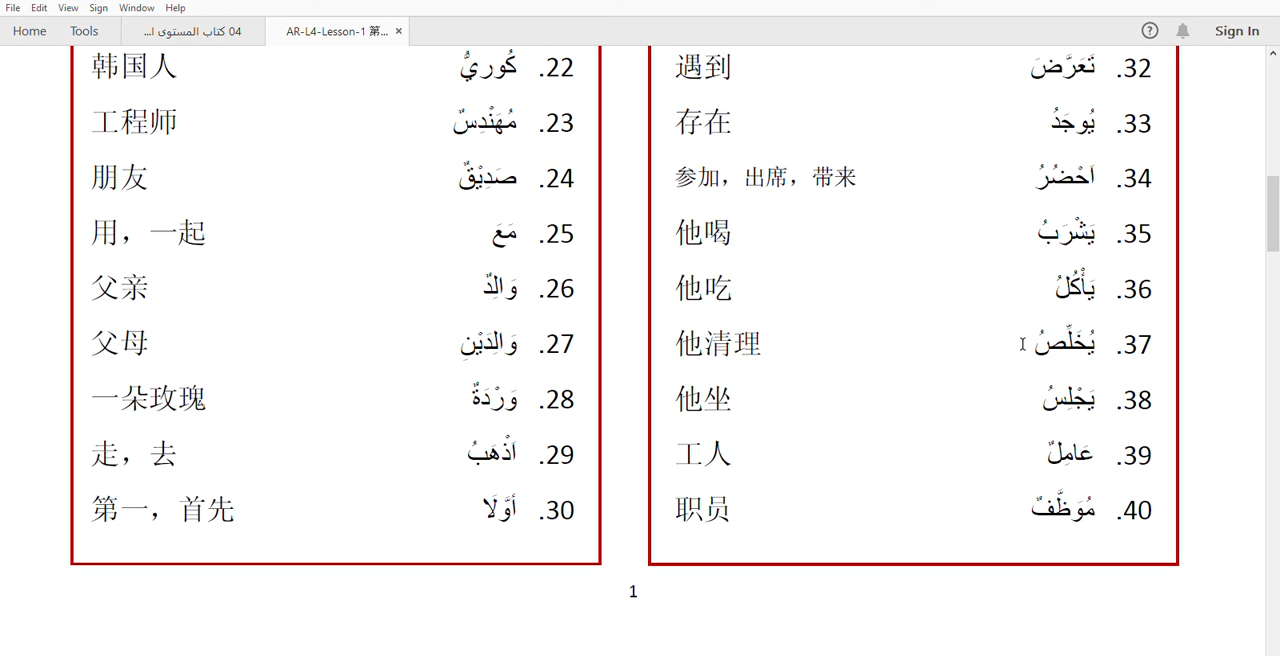 File Edit View Sign Window Help
Home Tools 04 كتاب المستوى ا... AR-L4-Lesson-1 第... × Sign In
韩国人 كُورِيٌّ .22
工程师 مُهَنْدِسٌ .23
朋友 صَدِيْقٌ .24
用，一起 مَعَ .25
父亲 وَالِدٌ .26
父母 وَالِدَيْنِ .27
一朵玫瑰 وَرْدَةٌ .28
走，去 اَذْهَبُ .29
第一，首先 أوَّلَا .30
遇到 تَعَرَّضَ .32
存在 يُوجَدُ .33
参加，出席，带来 اَحْضُرُ .34
他喝 يَشْرَبُ .35
他吃 يَأْكُلُ .36
他清理 يُخَلِّصُ .37
他坐 يَجْلِسُ .38
工人 عَامِلٌ .39
职员 مُوَظَّفٌ .40
1